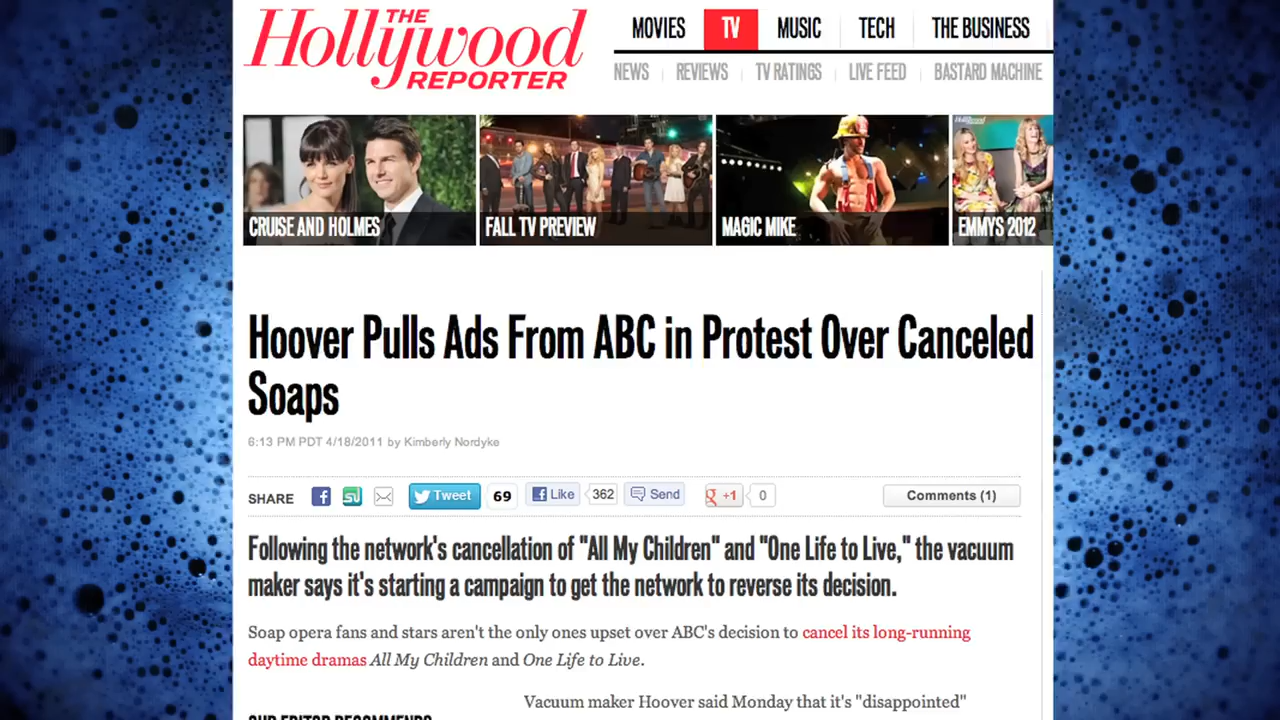 THE
Hollywood
REPORTER
MOVIES TV MUSIC TECH THE BUSINESS
NEWS REVIEWS TV RATINGS LIVE FEED BASTARD MACHINE
CRUISE AND HOLMES FALL TV PREVIEW MAGIC MIKE EMMYS 2012
Hoover Pulls Ads From ABC in Protest Over Canceled
Soaps
6:13 PM PDT 4/18/2011 by Kimberly Nordyke
SHARE Tweet 69 Like 362 Send +1 0 Comments (1)
Following the network's cancellation of "All My Children" and "One Life to Live," the vacuum
maker says it's starting a campaign to get the network to reverse its decision.
Soap opera fans and stars aren't the only ones upset over ABC's decision to cancel its long-running
daytime dramas All My Children and One Life to Live.
Vacuum maker Hoover said Monday that it's "disappointed"
OUR EDITOR RECOMMENDS